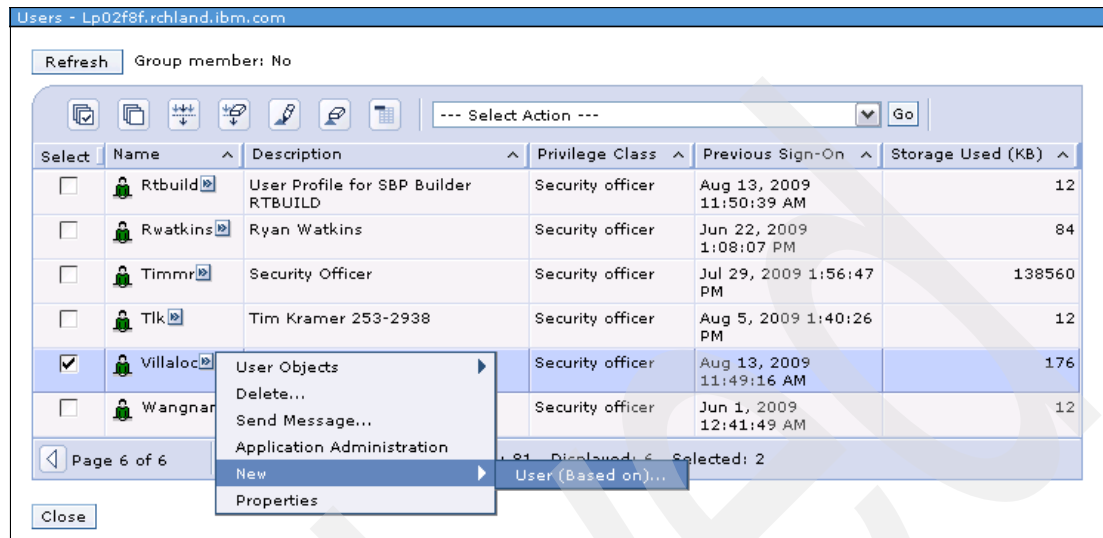 Users - Lp02f8f.rchland.ibm.com
Refresh Group member: No
--- Select Action --- Go
Select Name Description Privilege Class Previous Sign-On Storage Used (KB)
Rtbuild User Profile for SBP Builder Security officer Aug 13, 2009 12
RTBUILD 11:50:39 AM
Rwatkins Ryan Watkins Security officer Jun 22, 2009 84
1:08:07 PM
Timmr Security Officer Security officer Jul 29, 2009 1:56:47 138560
PM
Tlk Tim Kramer 253-2938 Security officer Aug 5, 2009 1:40:26 12
PM
Villaloc Security officer Aug 13, 2009 176
11:49:16 AM
User Objects
Delete...
Wangnar Security officer Jun 1, 2009 12
12:41:49 AM
Send Message...
Application Administration
Page 6 of 6 81 Displayed: 6 Selected: 2
New User (Based on)...
Properties
Close